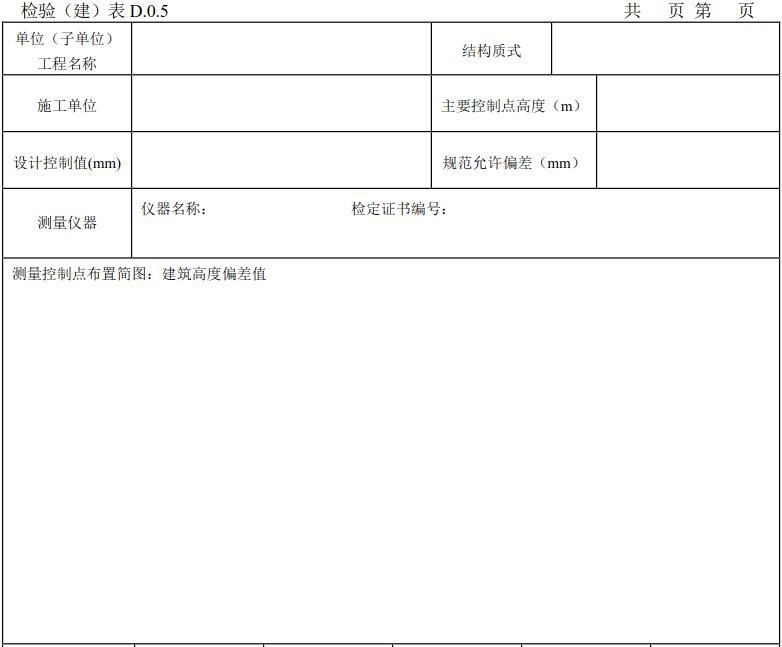 检验（建）表 D.0.5 共 页 第 页
单位（子单位）
工程名称
结构质式
施工单位
主要控制点高度（m）
设计控制值(mm)
规范允许偏差（mm）
测量仪器
仪器名称： 检定证书编号：
测量控制点布置简图：建筑高度偏差值